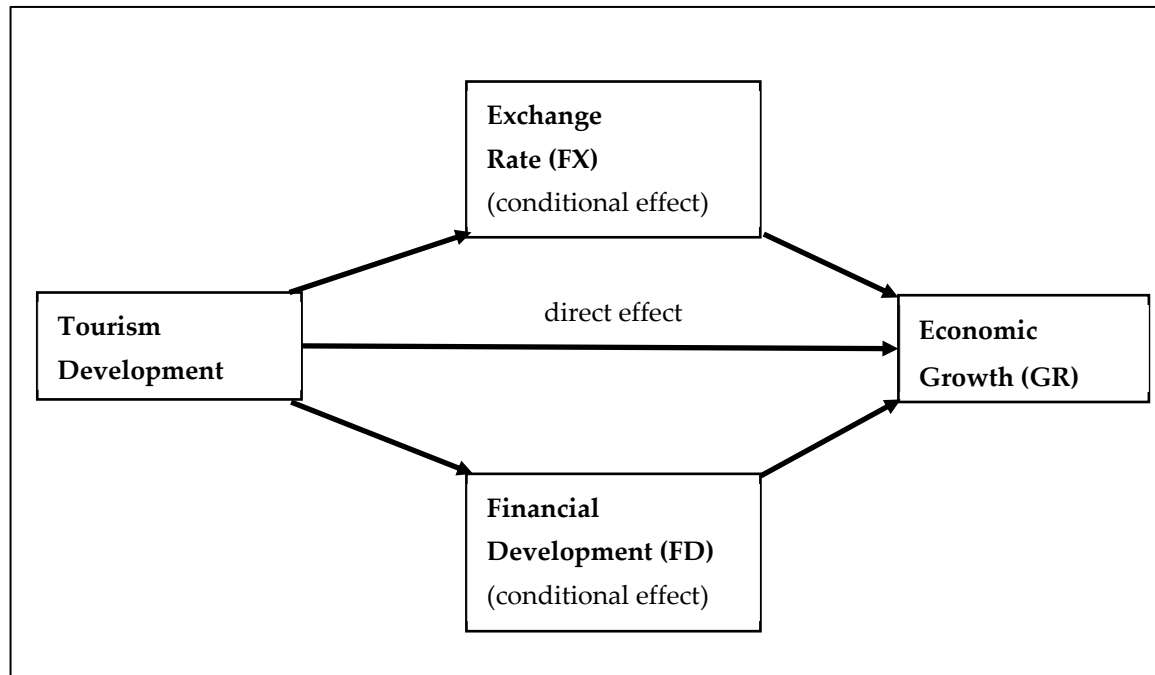 Exchange
Rate (FX)
(conditional effect)
direct effect
Tourism
Development
Economic
Growth (GR)
Financial
Development (FD)
(conditional effect)